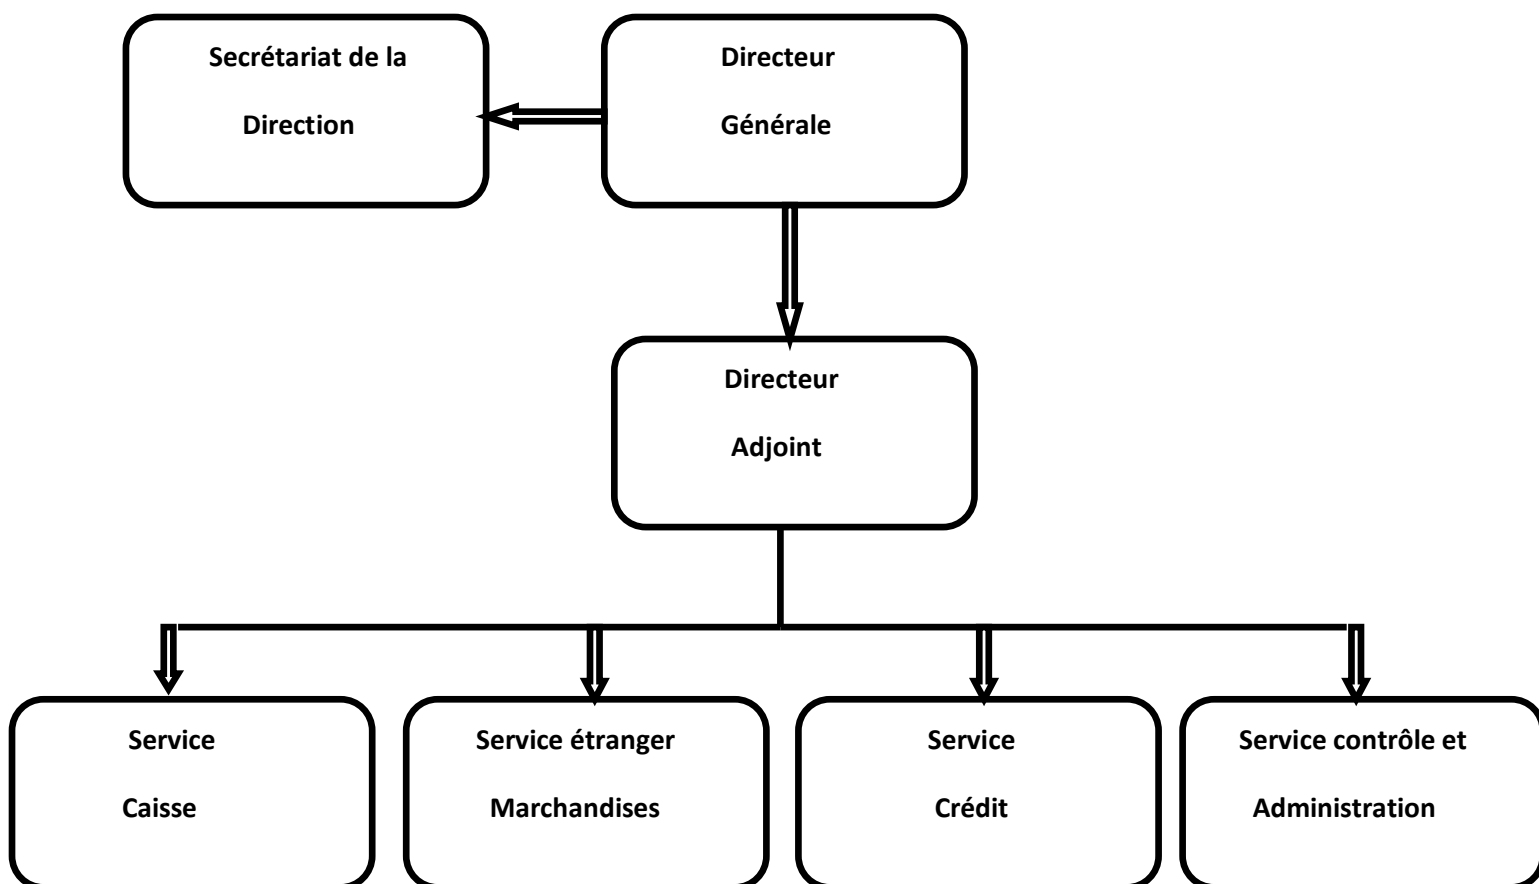 Secrétariat de la
Direction
Directeur
Générale
Directeur
Adjoint
Service
Caisse
Service étranger
Marchandises
Service
Crédit
Service contrôle et
Administration